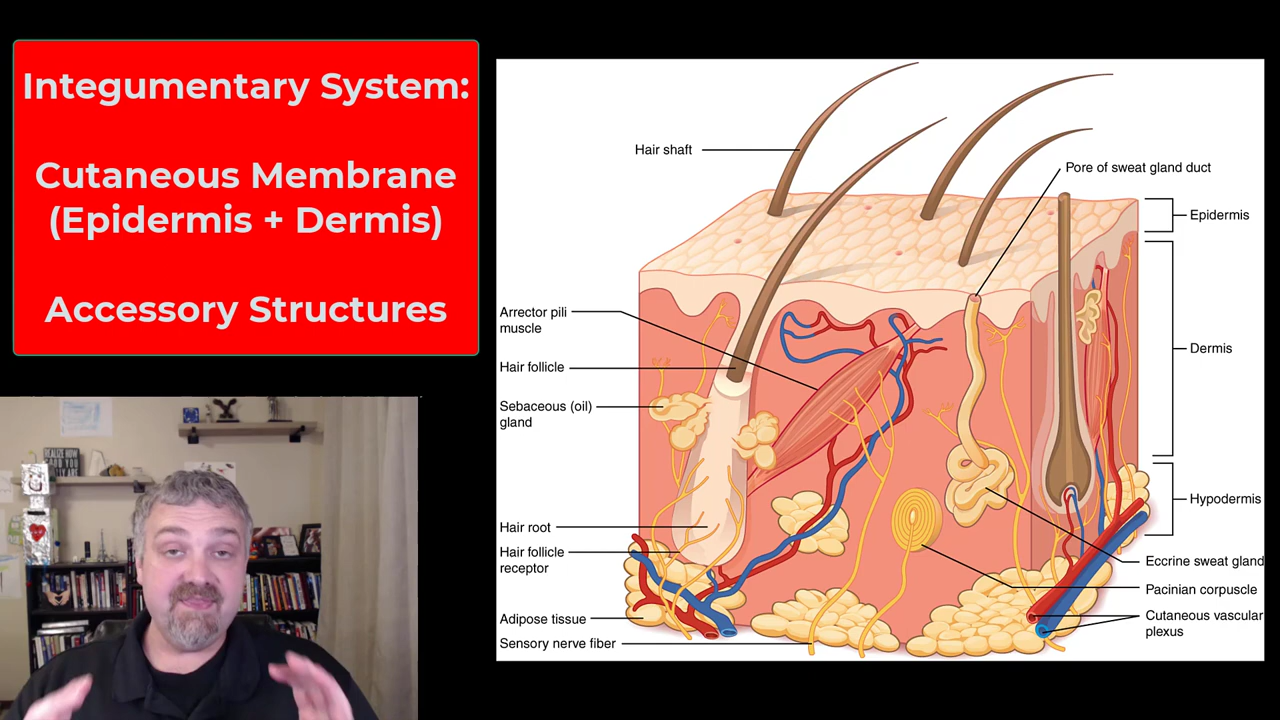 Integumentary System:
Cutaneous Membrane
(Epidermis + Dermis)
Accessory Structures
Hair shaft
Pore of sweat gland duct
Epidermis
Arrector pili
muscle
Dermis
Hair follicle
Sebaceous (oil)
gland
Hypodermis
Hair root
Hair follicle
receptor
Eccrine sweat gland
Pacinian corpuscle
Adipose tissue
Cutaneous vascular
plexus
Sensory nerve fiber